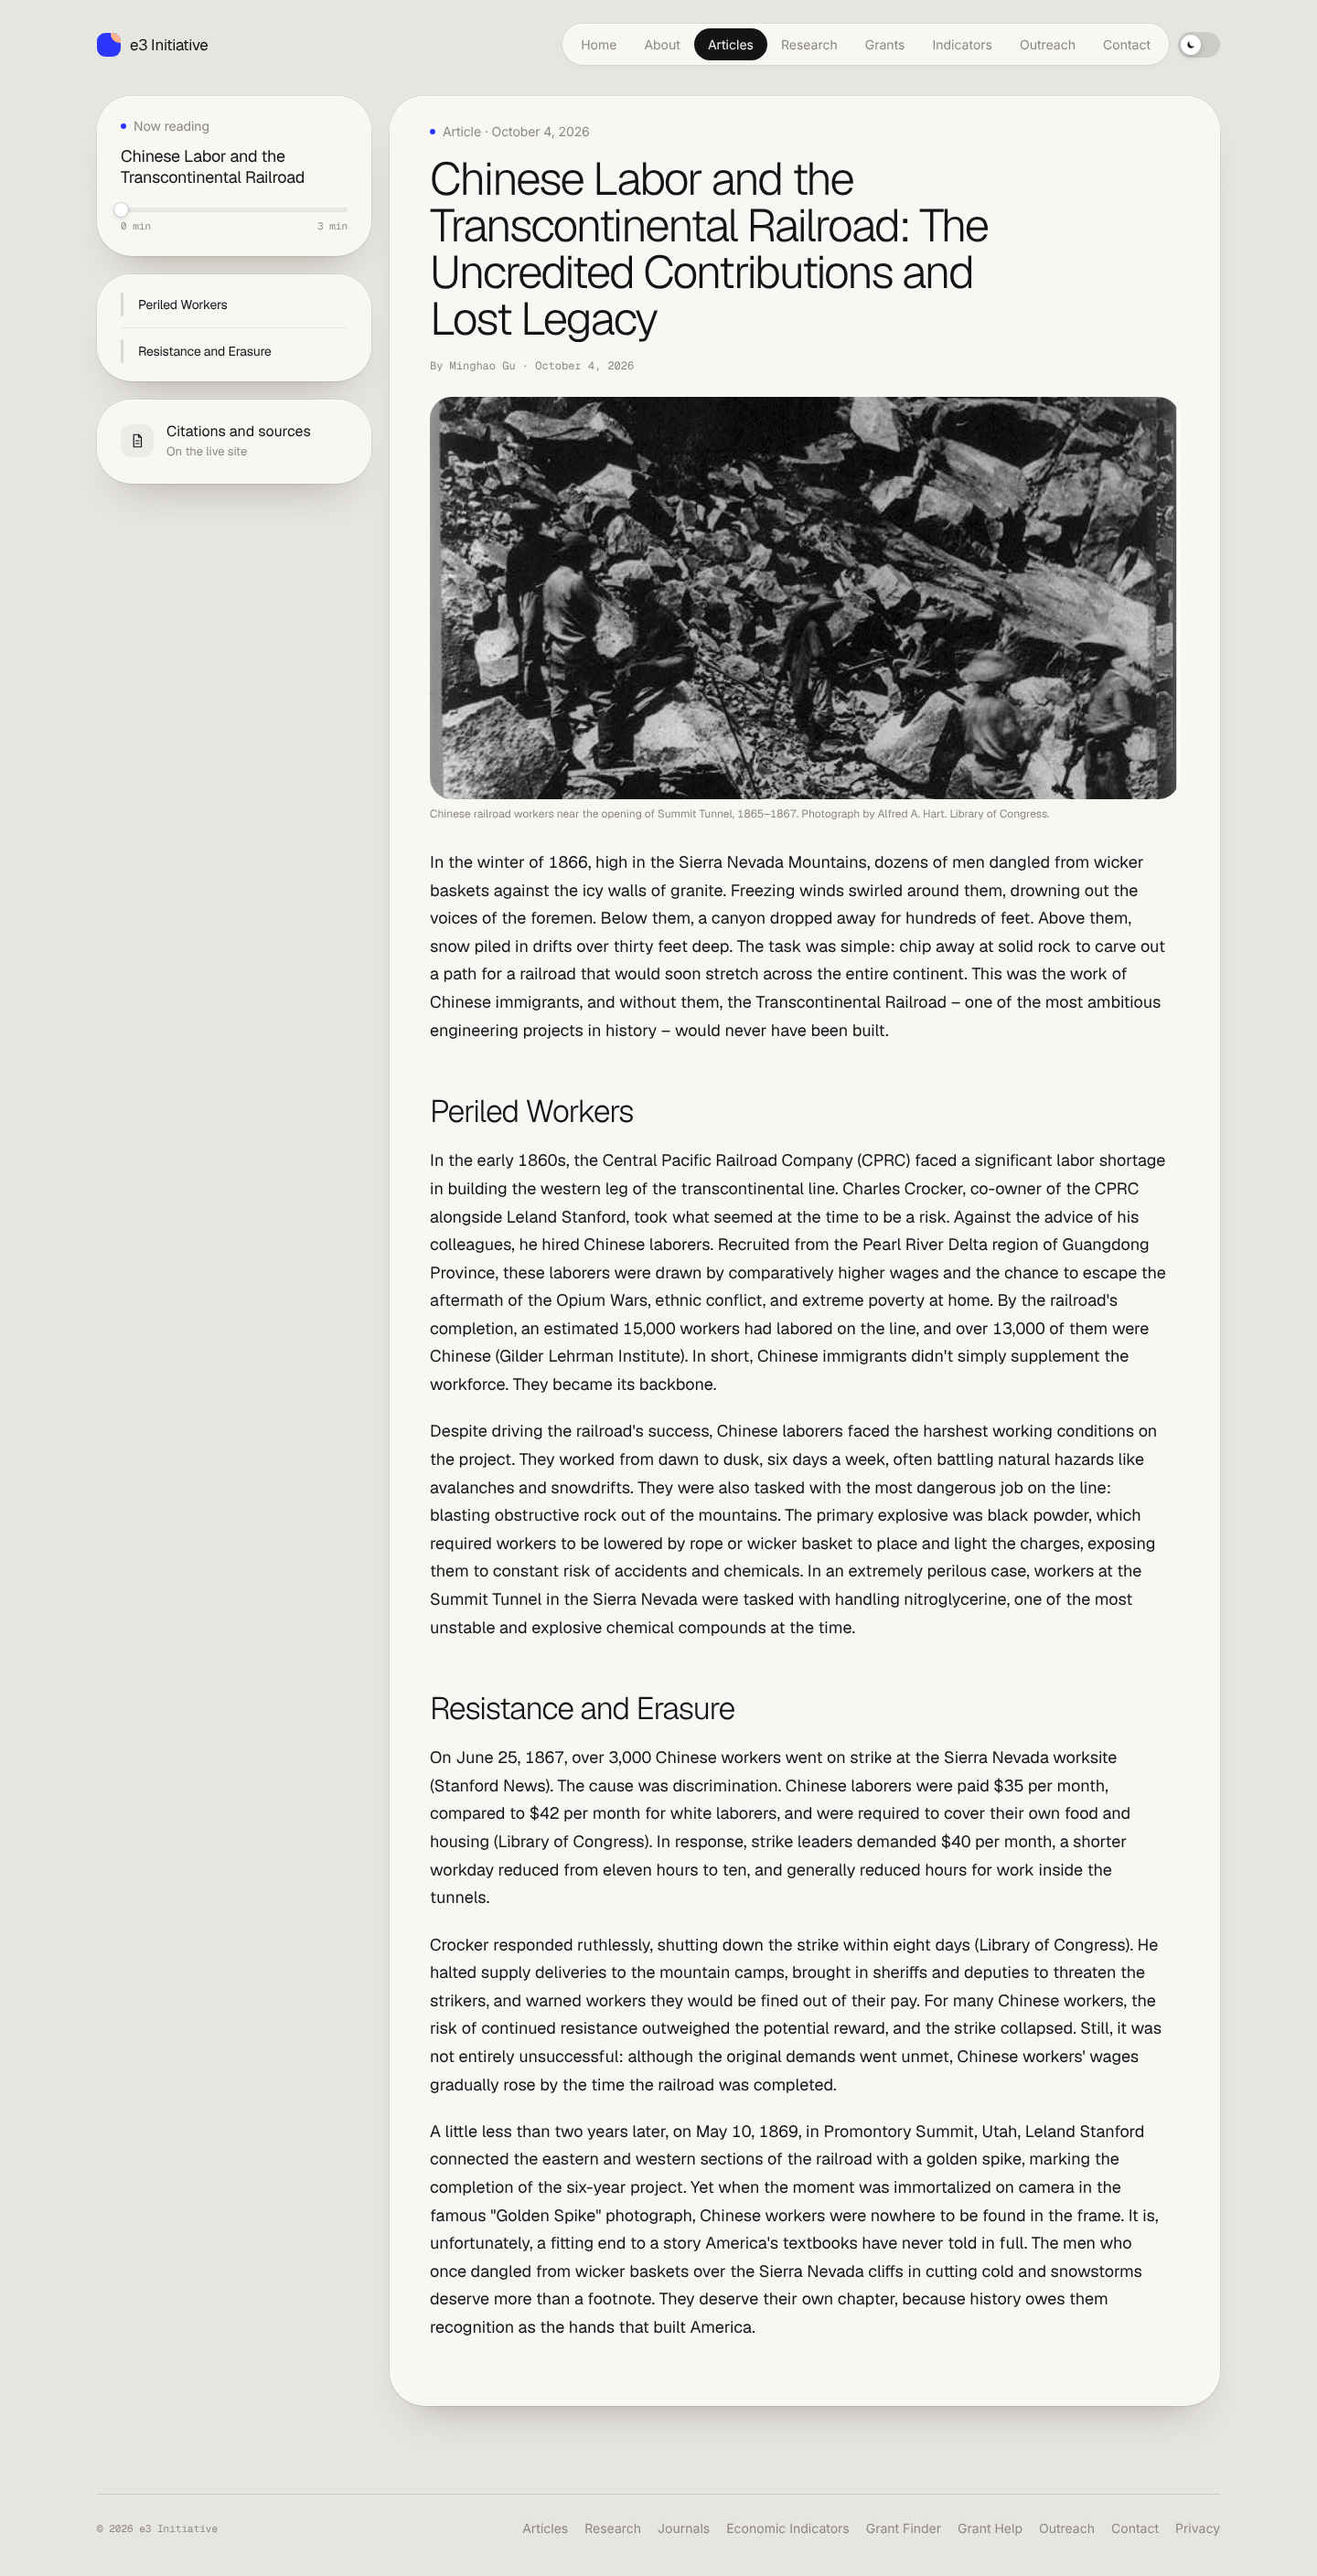 e3 Initiative
Home About Articles Research Grants Indicators Outreach Contact
Now reading
Chinese Labor and the
Transcontinental Railroad
0 min 3 min
Periled Workers
Resistance and Erasure
Citations and sources
On the live site
Article · October 4, 2026
Chinese Labor and the
Transcontinental Railroad: The
Uncredited Contributions and
Lost Legacy
By Minghao Gu · October 4, 2026
Chinese railroad workers near the opening of Summit Tunnel, 1865–1867. Photograph by Alfred A. Hart. Library of Congress.
In the winter of 1866, high in the Sierra Nevada Mountains, dozens of men dangled from wicker
baskets against the icy walls of granite. Freezing winds swirled around them, drowning out the
voices of the foremen. Below them, a canyon dropped away for hundreds of feet. Above them,
snow piled in drifts over thirty feet deep. The task was simple: chip away at solid rock to carve out
a path for a railroad that would soon stretch across the entire continent. This was the work of
Chinese immigrants, and without them, the Transcontinental Railroad – one of the most ambitious
engineering projects in history – would never have been built.
Periled Workers
In the early 1860s, the Central Pacific Railroad Company (CPRC) faced a significant labor shortage
in building the western leg of the transcontinental line. Charles Crocker, co-owner of the CPRC
alongside Leland Stanford, took what seemed at the time to be a risk. Against the advice of his
colleagues, he hired Chinese laborers. Recruited from the Pearl River Delta region of Guangdong
Province, these laborers were drawn by comparatively higher wages and the chance to escape the
aftermath of the Opium Wars, ethnic conflict, and extreme poverty at home. By the railroad's
completion, an estimated 15,000 workers had labored on the line, and over 13,000 of them were
Chinese (Gilder Lehrman Institute). In short, Chinese immigrants didn't simply supplement the
workforce. They became its backbone.
Despite driving the railroad's success, Chinese laborers faced the harshest working conditions on
the project. They worked from dawn to dusk, six days a week, often battling natural hazards like
avalanches and snowdrifts. They were also tasked with the most dangerous job on the line:
blasting obstructive rock out of the mountains. The primary explosive was black powder, which
required workers to be lowered by rope or wicker basket to place and light the charges, exposing
them to constant risk of accidents and chemicals. In an extremely perilous case, workers at the
Summit Tunnel in the Sierra Nevada were tasked with handling nitroglycerine, one of the most
unstable and explosive chemical compounds at the time.
Resistance and Erasure
On June 25, 1867, over 3,000 Chinese workers went on strike at the Sierra Nevada worksite
(Stanford News). The cause was discrimination. Chinese laborers were paid $35 per month,
compared to $42 per month for white laborers, and were required to cover their own food and
housing (Library of Congress). In response, strike leaders demanded $40 per month, a shorter
workday reduced from eleven hours to ten, and generally reduced hours for work inside the
tunnels.
Crocker responded ruthlessly, shutting down the strike within eight days (Library of Congress). He
halted supply deliveries to the mountain camps, brought in sheriffs and deputies to threaten the
strikers, and warned workers they would be fined out of their pay. For many Chinese workers, the
risk of continued resistance outweighed the potential reward, and the strike collapsed. Still, it was
not entirely unsuccessful: although the original demands went unmet, Chinese workers' wages
gradually rose by the time the railroad was completed.
A little less than two years later, on May 10, 1869, in Promontory Summit, Utah, Leland Stanford
connected the eastern and western sections of the railroad with a golden spike, marking the
completion of the six-year project. Yet when the moment was immortalized on camera in the
famous "Golden Spike" photograph, Chinese workers were nowhere to be found in the frame. It is,
unfortunately, a fitting end to a story America's textbooks have never told in full. The men who
once dangled from wicker baskets over the Sierra Nevada cliffs in cutting cold and snowstorms
deserve more than a footnote. They deserve their own chapter, because history owes them
recognition as the hands that built America.
© 2026 e3 Initiative
Articles Research Journals Economic Indicators Grant Finder Grant Help Outreach Contact Privacy